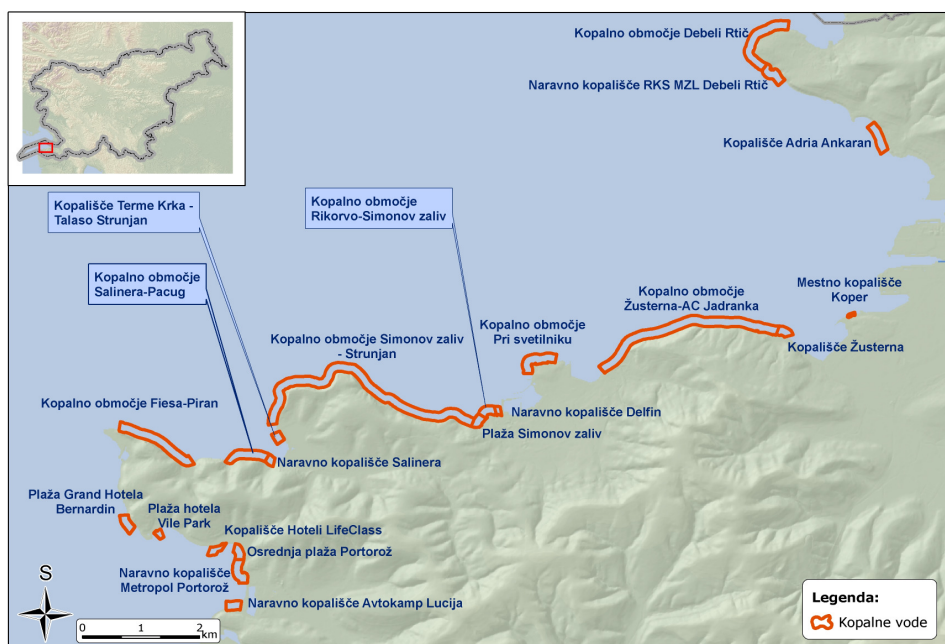 Kopalno območje Debeli Rtič
Naravno kopališče RKS MZL Debeli Rtič
Kopališče Adria Ankaran
Kopališče Terme Krka -
Talaso Strunjan
Kopalno območje
Rikorvo-Simonov zaliv
Kopalno območje
Salinera-Pacug
Mestno kopališče
Koper
Kopalno območje
Žusterna-AC Jadranka
Kopalno območje
Pri svetilniku
Kopališče Žusterna
Kopalno območje Simonov zaliv
- Strunjan
Naravno kopališče Delfin
Plaža Simonov zaliv
Kopalno območje Fiesa-Piran
Naravno kopališče Salinera
Plaža Grand Hotela
Bernardin
Plaža hotela
Vile Park
Kopališče Hoteli LifeClass
Osrednja plaža Portorož
Naravno kopališče
Metropol Portorož
Naravno kopališče Avtokamp Lucija
S
0 1 2
km
Legenda:
Kopalne vode